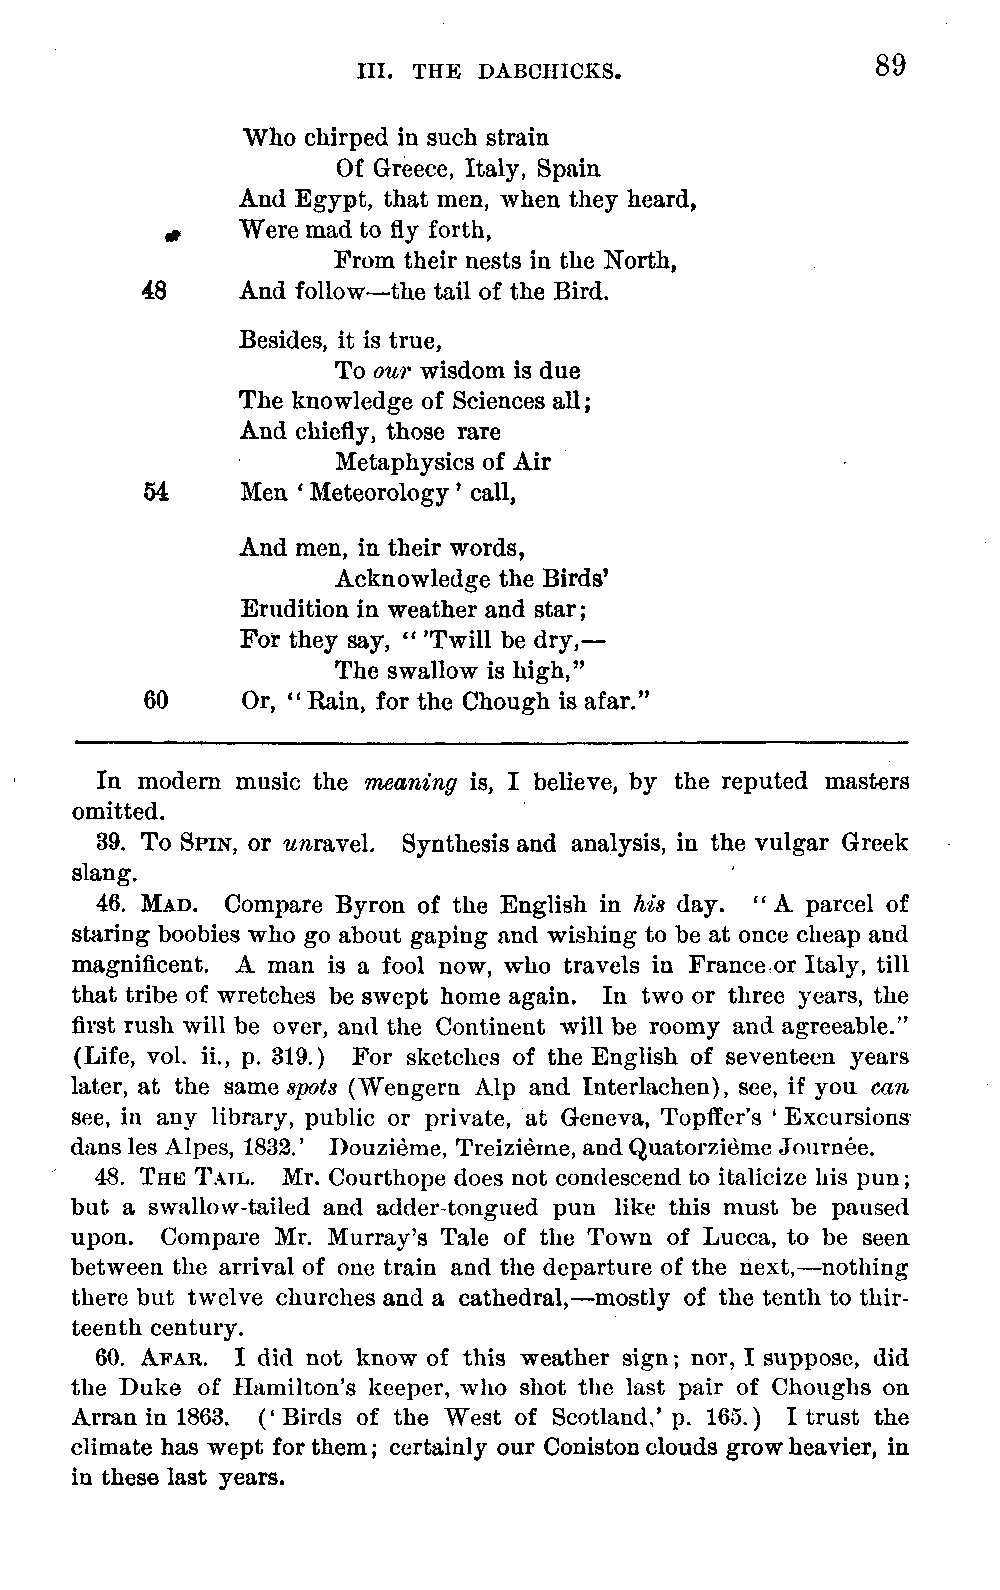 III. THE DABCHICKS. 89
Who chirped in such strain
Of Greece, Italy, Spain
And Egypt, that men, when they heard,
Were mad to fly forth,
From their nests in the North,
48 And follow—the tail of the Bird.
Besides, it is true,
To our wisdom is due
The knowledge of Sciences all;
And chiefly, those rare
Metaphysics of Air
54 Men ‘Meteorology’ call,
And men, in their words,
Acknowledge the Birds’
Erudition in weather and star;
For they say, “’Twill be dry,—
The swallow is high,”
60 Or, “Rain, for the Chough is afar.”
In modern music the meaning is, I believe, by the reputed masters
omitted.
39. To SPIN, or unravel. Synthesis and analysis, in the vulgar Greek
slang.
46. MAD. Compare Byron of the English in his day. “A parcel of
staring boobies who go about gaping and wishing to be at once cheap and
magnificent. A man is a fool now, who travels in France or Italy, till
that tribe of wretches be swept home again. In two or three years, the
first rush will be over, and the Continent will be roomy and agreeable.”
(Life, vol. ii., p. 319.) For sketches of the English of seventeen years
later, at the same spots (Wengern Alp and Interlachen), see, if you can
see, in any library, public or private, at Geneva, Topffer’s ‘Excursions
dans les Alpes, 1832.’ Douzième, Treizième, and Quatorzième Journée.
48. THE TAIL. Mr. Courthope does not condescend to italicize his pun;
but a swallow-tailed and adder-tongued pun like this must be paused
upon. Compare Mr. Murray’s Tale of the Town of Lucca, to be seen
between the arrival of one train and the departure of the next,—nothing
there but twelve churches and a cathedral,—mostly of the tenth to thir-
teenth century.
60. AFAR. I did not know of this weather sign; nor, I suppose, did
the Duke of Hamilton’s keeper, who shot the last pair of Choughs on
Arran in 1863. (‘Birds of the West of Scotland,’ p. 165.) I trust the
climate has wept for them; certainly our Coniston clouds grow heavier, in
in these last years.